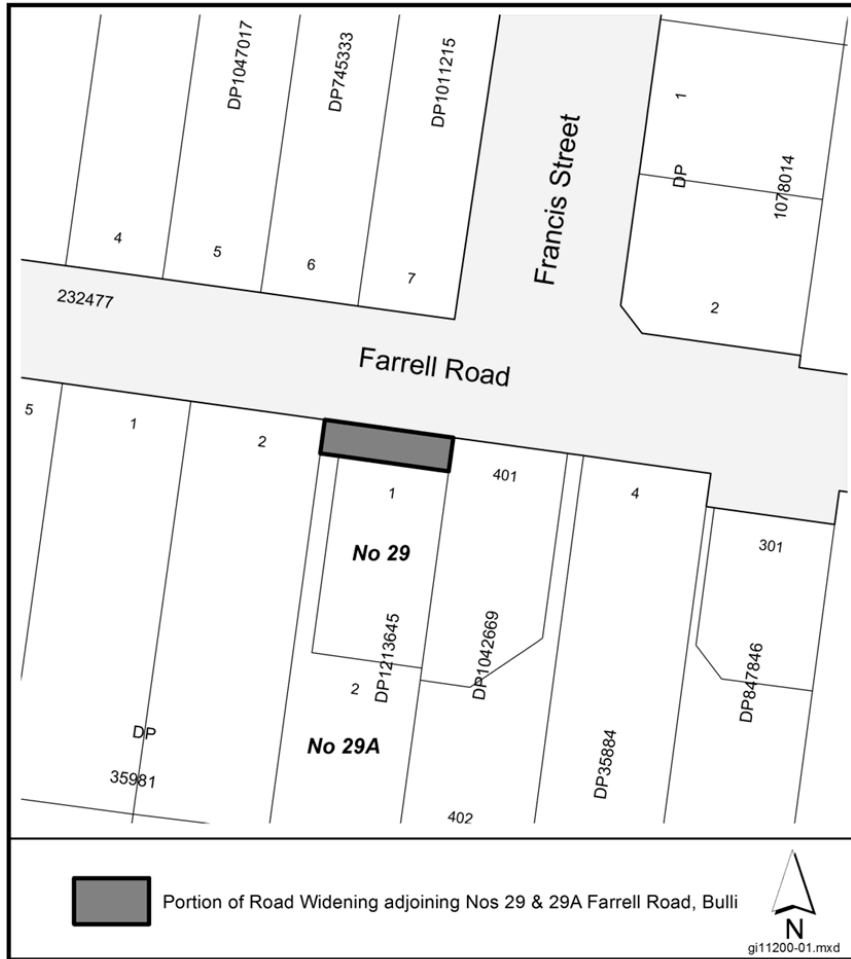 DP1047017
DP745333
DP1011215
Francis Street
1
DP
1078014
4
5
6
7
2
232477
Farrell Road
5
1
2
401
4
1
301
No 29
DP1213645
DP1042669
DP847846
2
DP
No 29A
DP35884
35981
402
Portion of Road Widening adjoining Nos 29 & 29A Farrell Road, Bulli
N
gi11200-01.mxd